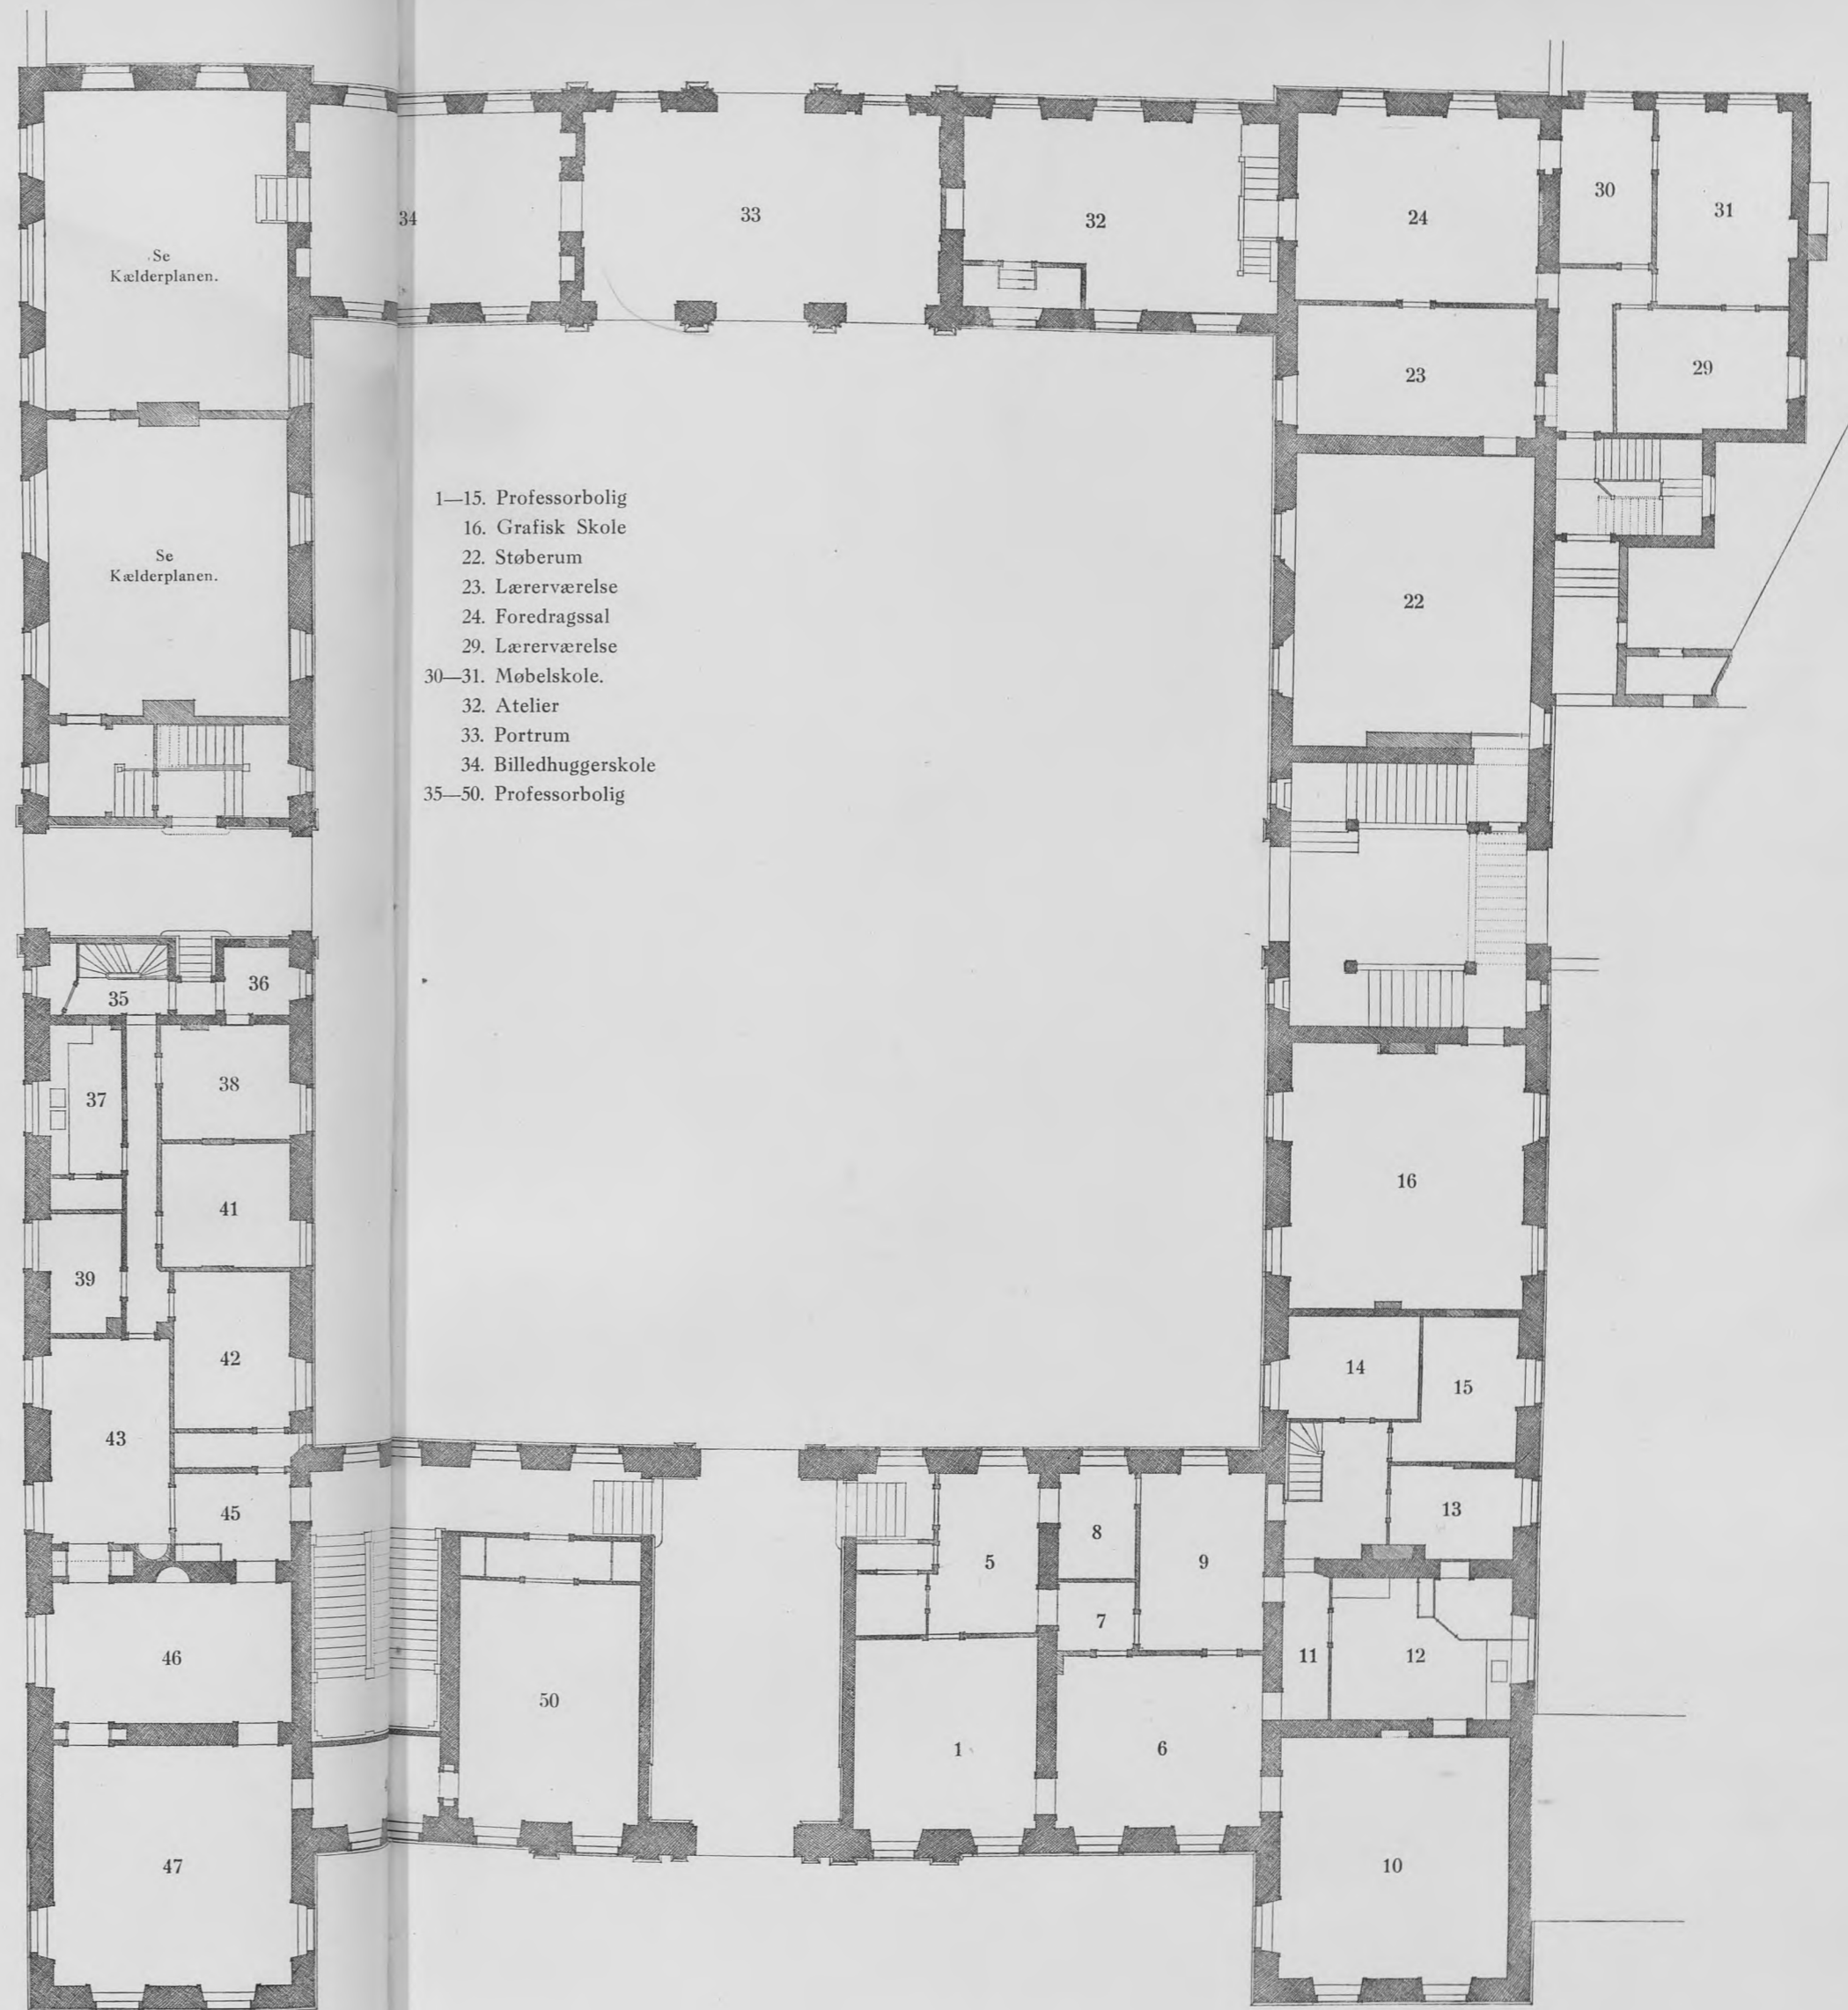 34
33
32
24
30
31
Se
Kælderplanen.
23
29
1—15. Professorbolig
16. Grafisk Skole
22. Støberum
23. Lærerværelse
24. Foredragssal
29. Lærerværelse
30—31. Møbelskole.
32. Atelier
33. Portrum
34. Billedhuggerskole
35—50. Professorbolig
Se
Kælderplanen.
22
36
35
38
37
16
41
39
42
14
15
43
45
13
8
5
9
7
46
11
12
50
1
6
47
10